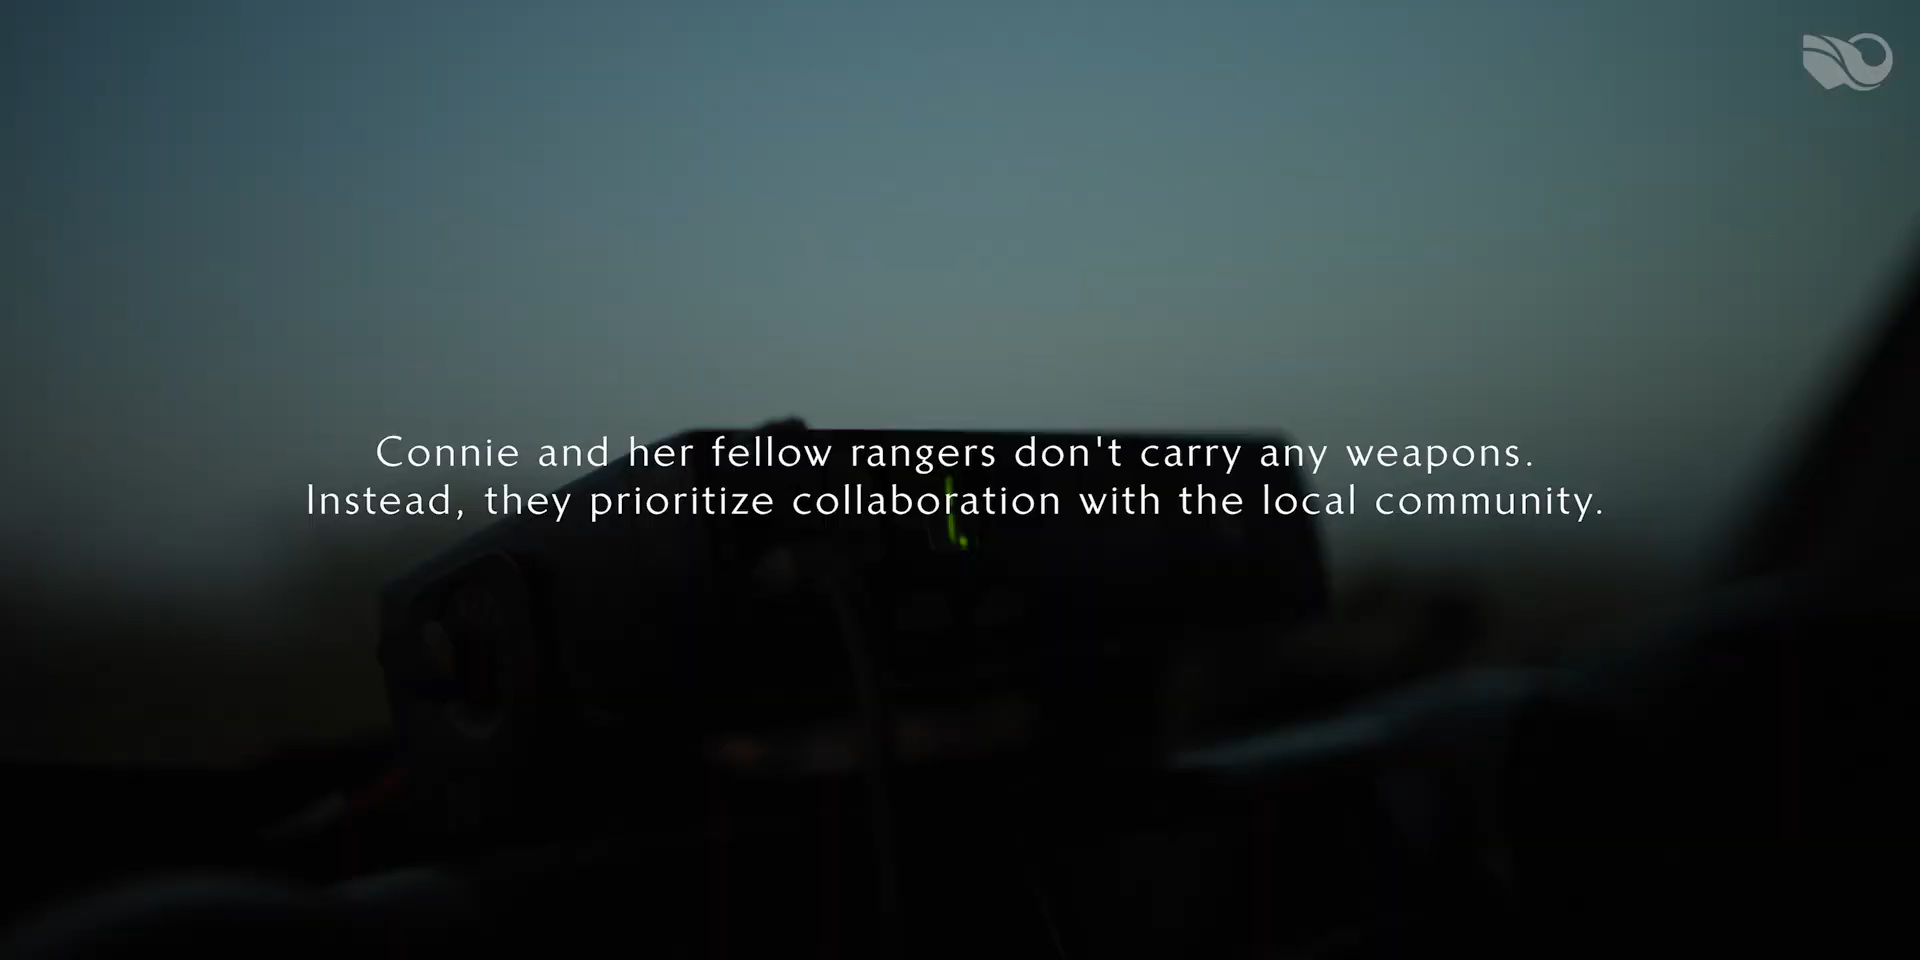 Connie and her fellow rangers don't carry any weapons.
Instead, they prioritize collaboration with the local community.